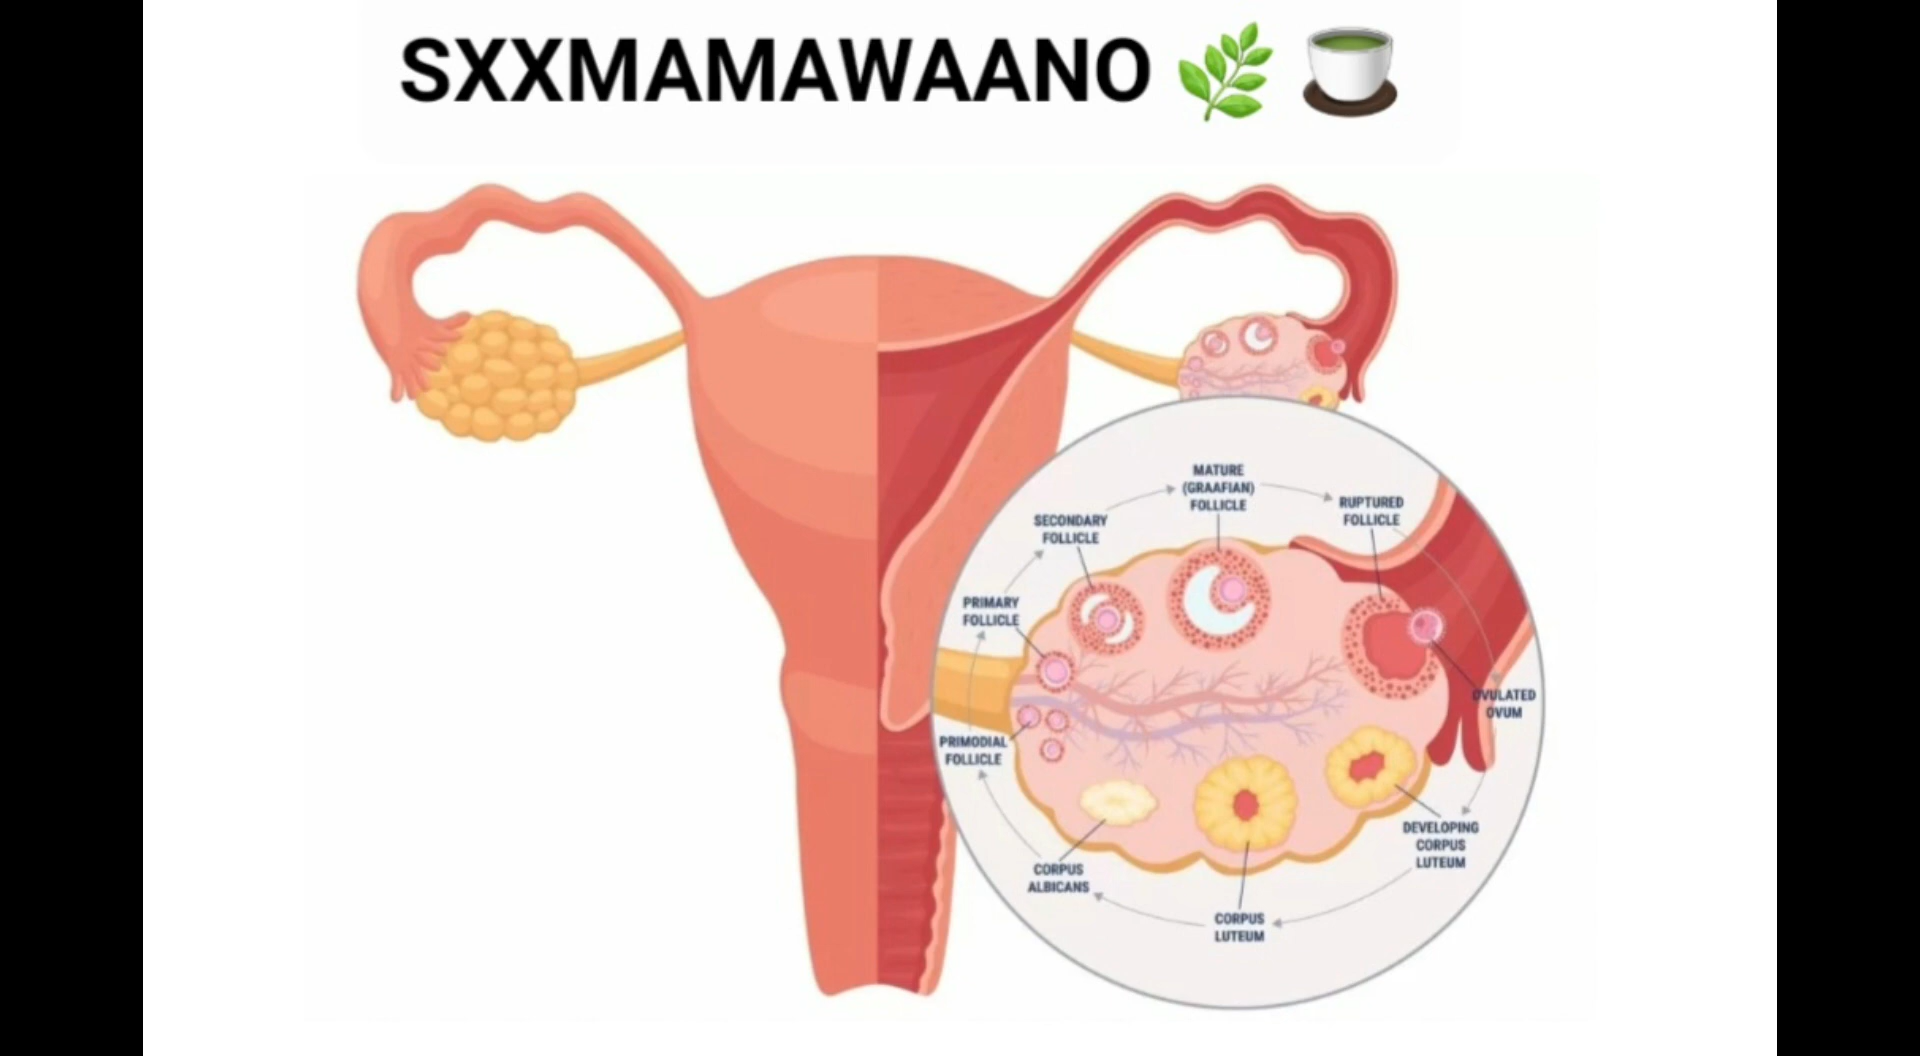 SXXMAMAWAANO 🌿 🍵
MATURE
(GRAAFIAN)
FOLLICLE
RUPTURED
FOLLICLE
SECONDARY
FOLLICLE
PRIMARY
FOLLICLE
OVULATED
OVUM
PRIMODIAL
FOLLICLE
DEVELOPING
CORPUS
LUTEUM
CORPUS
ALBICANS
CORPUS
LUTEUM